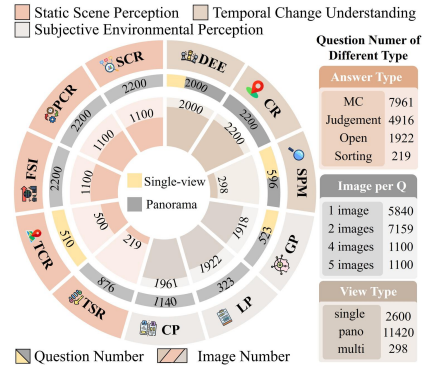 Static Scene Perception
Temporal Change Understanding
Subjective Environmental Perception
SCR
DEE
CR
SPM
GP
LP
CP
TSR
TCR
FSI
PCR
2200
2000
2200
596
523
323
1140
876
510
2200
2200
1100
2000
2200
298
1918
1922
1961
219
500
1100
1100
Single-view
Panorama
Question Number
Image Number
Question Numer of
Different Type
Answer Type
MC 7961
Judgement 4916
Open 1922
Sorting 219
Image per Q
1 image 5840
2 images 7159
4 images 1100
5 images 1100
View Type
single 2600
pano 11420
multi 298